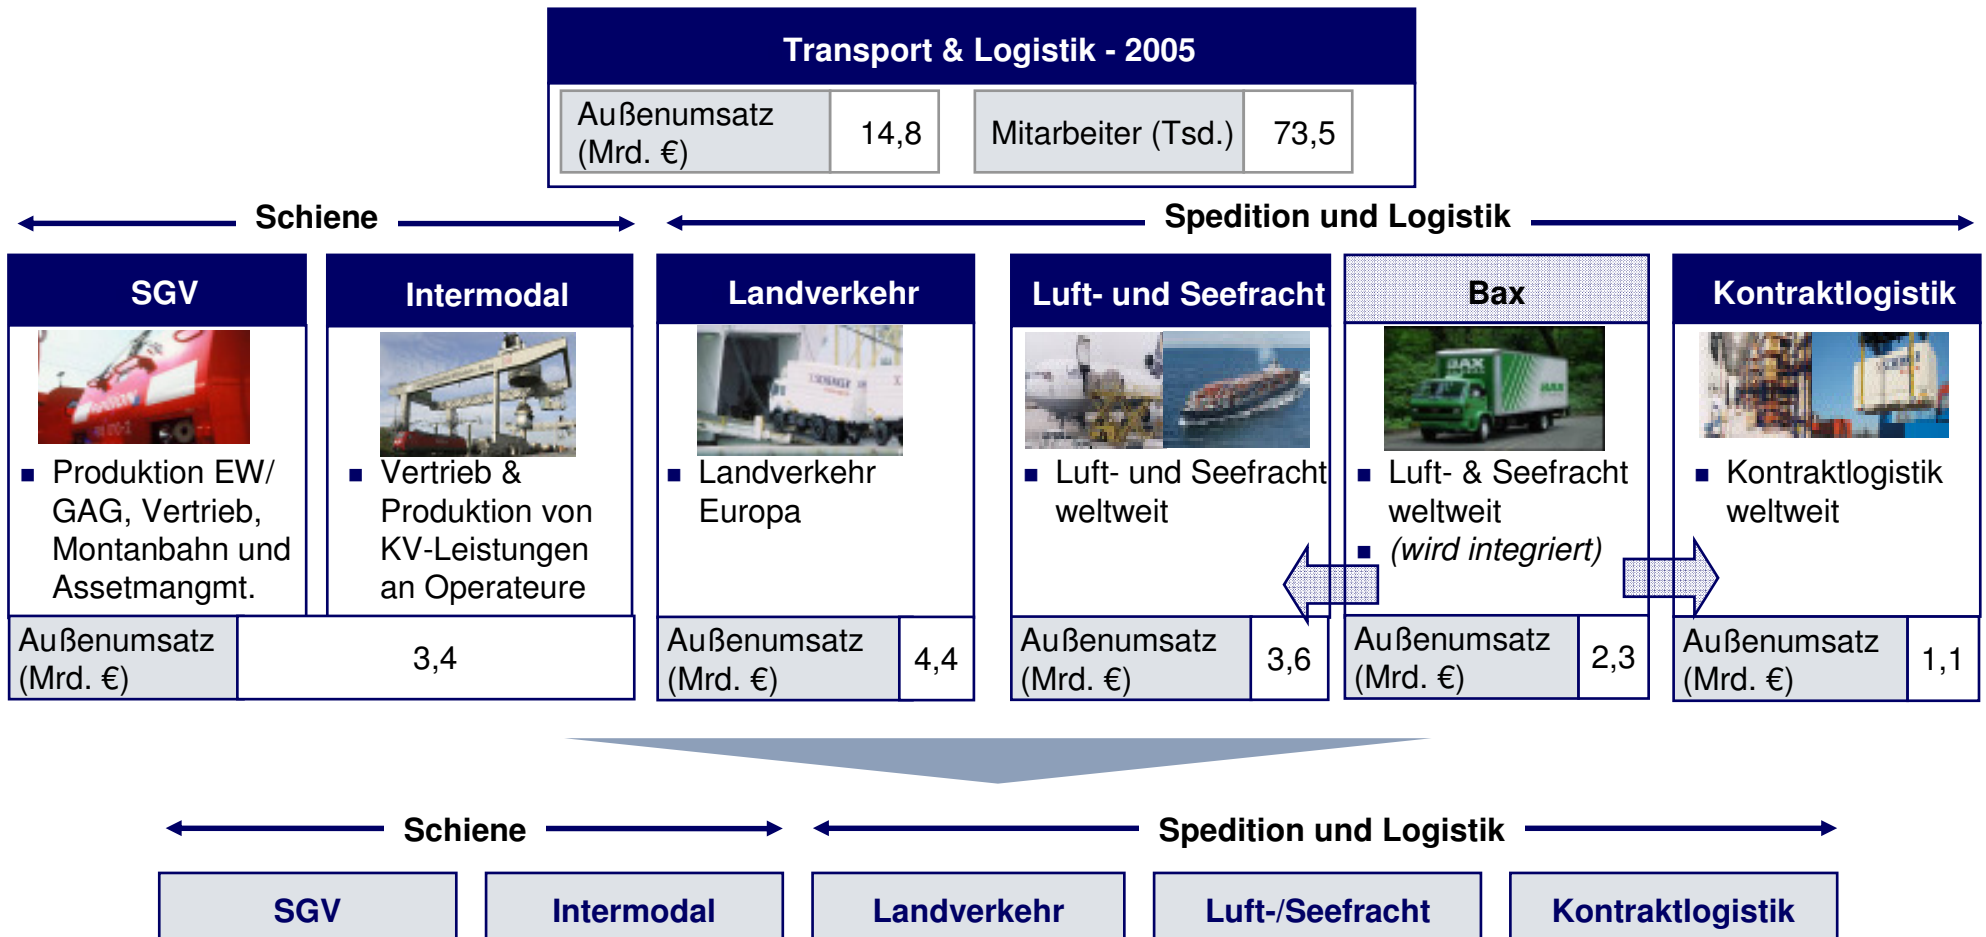 Transport & Logistik - 2005
Außenumsatz
(Mrd. €)
14,8
Mitarbeiter (Tsd.)
73,5
Schiene
Spedition und Logistik
SGV
Intermodal
Landverkehr
Luft- und Seefracht
Bax
Kontraktlogistik
BAX
BAX
▪ Produktion EW/
GAG, Vertrieb,
Montanbahn und
Assetmangmt.
▪ Vertrieb &
Produktion von
KV-Leistungen
an Operateure
▪ Landverkehr
Europa
▪ Luft- und Seefracht
weltweit
▪ Luft- & Seefracht
weltweit
▪ (wird integriert)
▪ Kontraktlogistik
weltweit
Außenumsatz
(Mrd. €)
3,4
Außenumsatz
(Mrd. €)
4,4
Außenumsatz
(Mrd. €)
3,6
Außenumsatz
(Mrd. €)
2,3
Außenumsatz
(Mrd. €)
1,1
Schiene
Spedition und Logistik
SGV
Intermodal
Landverkehr
Luft-/Seefracht
Kontraktlogistik